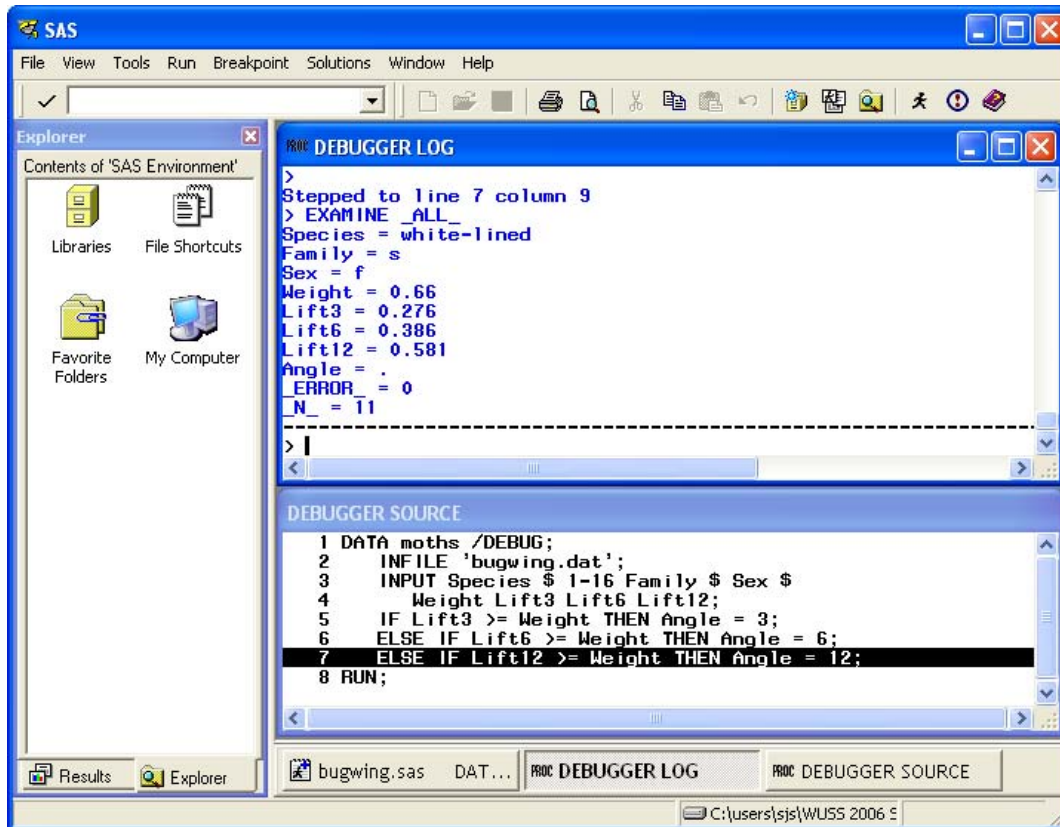 SAS
File View Tools Run Breakpoint Solutions Window Help
Explorer
Contents of 'SAS Environment'
Libraries
File Shortcuts
Favorite
Folders
My Computer
PROC DEBUGGER LOG
>
Stepped to line 7 column 9
> EXAMINE _ALL_
Species = white-lined
Family = s
Sex = f
Weight = 0.66
Lift3 = 0.276
Lift6 = 0.386
Lift12 = 0.581
Angle = .
_ERROR_ = 0
_N_ = 11
>
DEBUGGER SOURCE
1 DATA moths /DEBUG;
2 INFILE 'bugwing.dat';
3 INPUT Species $ 1-16 Family $ Sex $
4 Weight Lift3 Lift6 Lift12;
5 IF Lift3 >= Weight THEN Angle = 3;
6 ELSE IF Lift6 >= Weight THEN Angle = 6;
7 ELSE IF Lift12 >= Weight THEN Angle = 12;
8 RUN;
Results
Explorer
bugwing.sas DAT...
PROC DEBUGGER LOG
PROC DEBUGGER SOURCE
C:\users\sjs\WUSS 2006 S